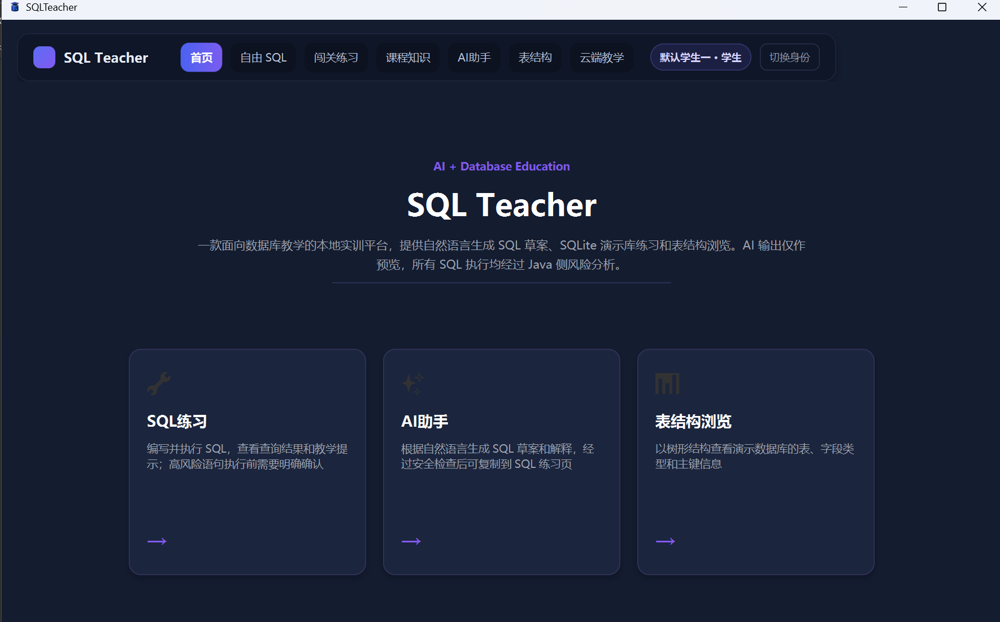 SQLTeacher
SQL Teacher
首页
自由 SQL
闯关练习
课程知识
AI助手
表结构
云端教学
默认学生一 · 学生
切换身份
AI + Database Education
SQL Teacher
一款面向数据库教学的本地实训平台，提供自然语言生成 SQL 草案、SQLite 演示库练习和表结构浏览。AI 输出仅作
预览，所有 SQL 执行均经过 Java 侧风险分析。
SQL练习
编写并执行 SQL，查看查询结果和教学提
示；高风险语句执行前需要明确确认
→
AI助手
根据自然语言生成 SQL 草案和解释，经
过安全检查后可复制到 SQL 练习页
→
表结构浏览
以树形结构查看演示数据库的表、字段类
型和主键信息
→